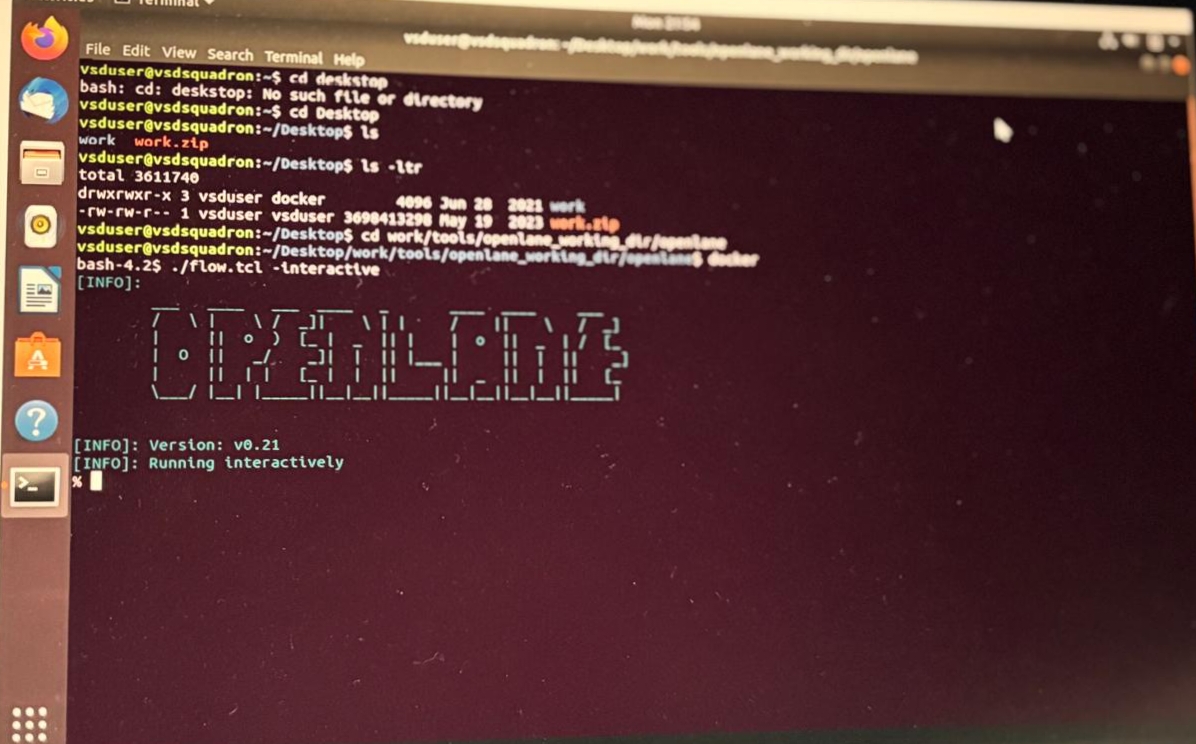 Terminal
Mon 21:54
vsduser@vsdsquadron: ~/Desktop/work/tools/openlane_working_dir/openlane
File Edit View Search Terminal Help
vsduser@vsdsquadron:~$ cd deskstop
bash: cd: deskstop: No such file or directory
vsduser@vsdsquadron:~$ cd Desktop
vsduser@vsdsquadron:~/Desktop$ ls
work work.zip
vsduser@vsdsquadron:~/Desktop$ ls -ltr
total 3611740
drwxrwxr-x 3 vsduser docker 4096 Jun 28 2021 work
-rw-rw-r-- 1 vsduser vsduser 3698413298 May 19 2023 work.zip
vsduser@vsdsquadron:~/Desktop$ cd work/tools/openlane_working_dir/openlane
vsduser@vsdsquadron:~/Desktop/work/tools/openlane_working_dir/openlane$ docker
bash-4.2$ ./flow.tcl -interactive
[INFO]:
OPENLANE
[INFO]: Version: v0.21
[INFO]: Running interactively
%